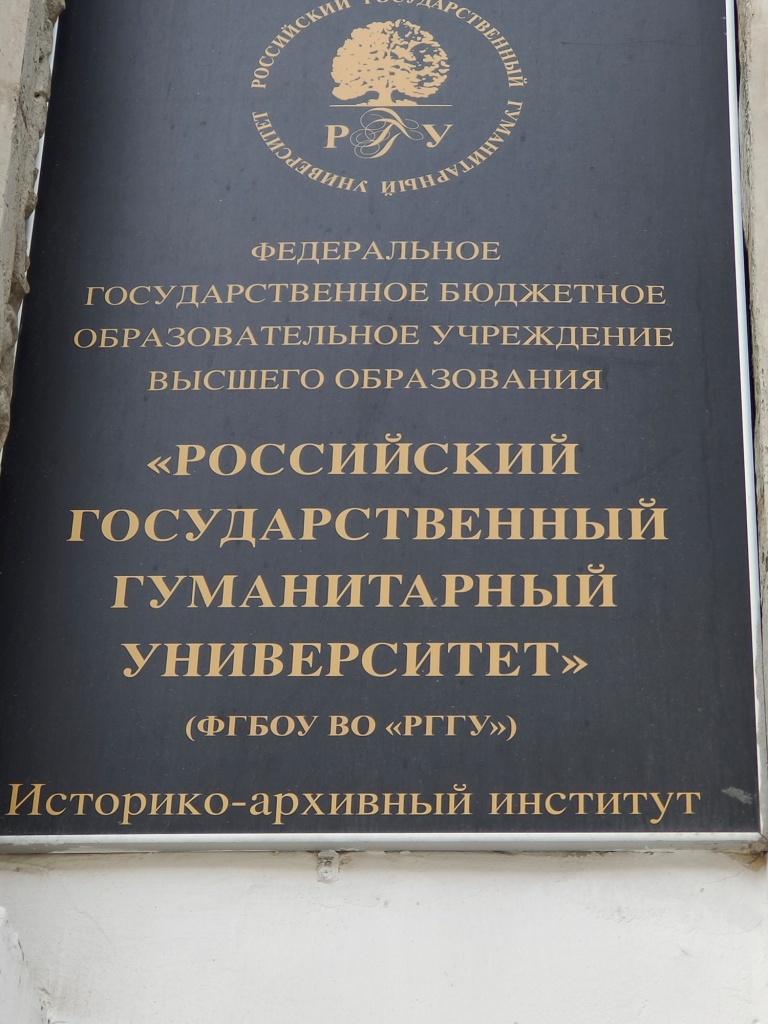 РОССИЙСКИЙ ГОСУДАРСТВЕННЫЙ ГУМАНИТАРНЫЙ УНИВЕРСИТЕТ
РГГУ
ФЕДЕРАЛЬНОЕ
ГОСУДАРСТВЕННОЕ БЮДЖЕТНОЕ
ОБРАЗОВАТЕЛЬНОЕ УЧРЕЖДЕНИЕ
ВЫСШЕГО ОБРАЗОВАНИЯ
«РОССИЙСКИЙ
ГОСУДАРСТВЕННЫЙ
ГУМАНИТАРНЫЙ
УНИВЕРСИТЕТ»
(ФГБОУ ВО «РГГУ»)
Историко-архивный институт